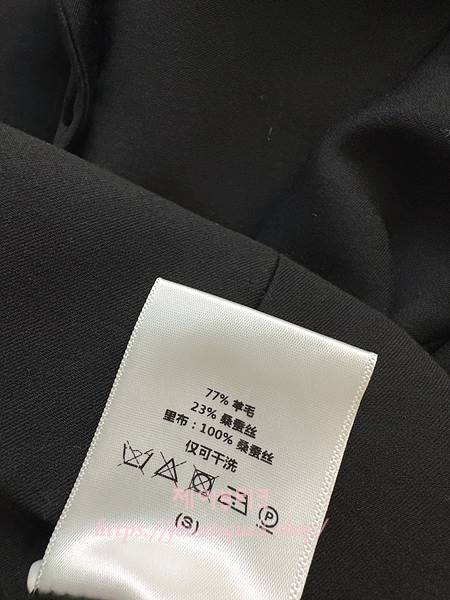 77% 羊毛
23% 桑蚕丝
里布：100% 桑蚕丝
仅可干洗
P
(S)